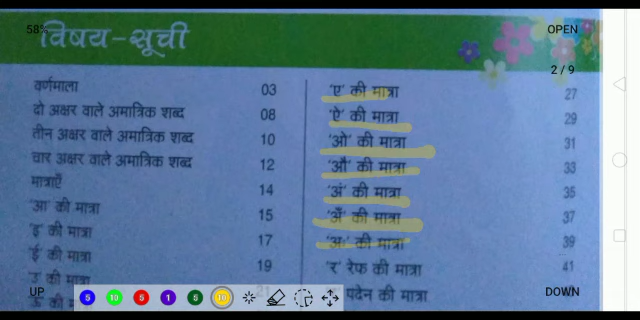 58%
OPEN
विषय-सूची
2 / 9
वर्णमाला 03
दो अक्षर वाले अमात्रिक शब्द 08
तीन अक्षर वाले अमात्रिक शब्द 10
चार अक्षर वाले अमात्रिक शब्द 12
मात्राएँ 14
'आ' की मात्रा 15
'इ' की मात्रा 17
'ई' की मात्रा 19
'उ' की मात्रा
की
'ए' की मात्रा 27
'ऐ' की मात्रा 29
'ओ' की मात्रा 31
'औ' की मात्रा 33
'अं' की मात्रा 35
'अँ' की मात्रा 37
'अः' की मात्रा 39
'र' रेफ की मात्रा 41
पदेन की मात्रा
UP
5 10 5 1 5 10
DOWN